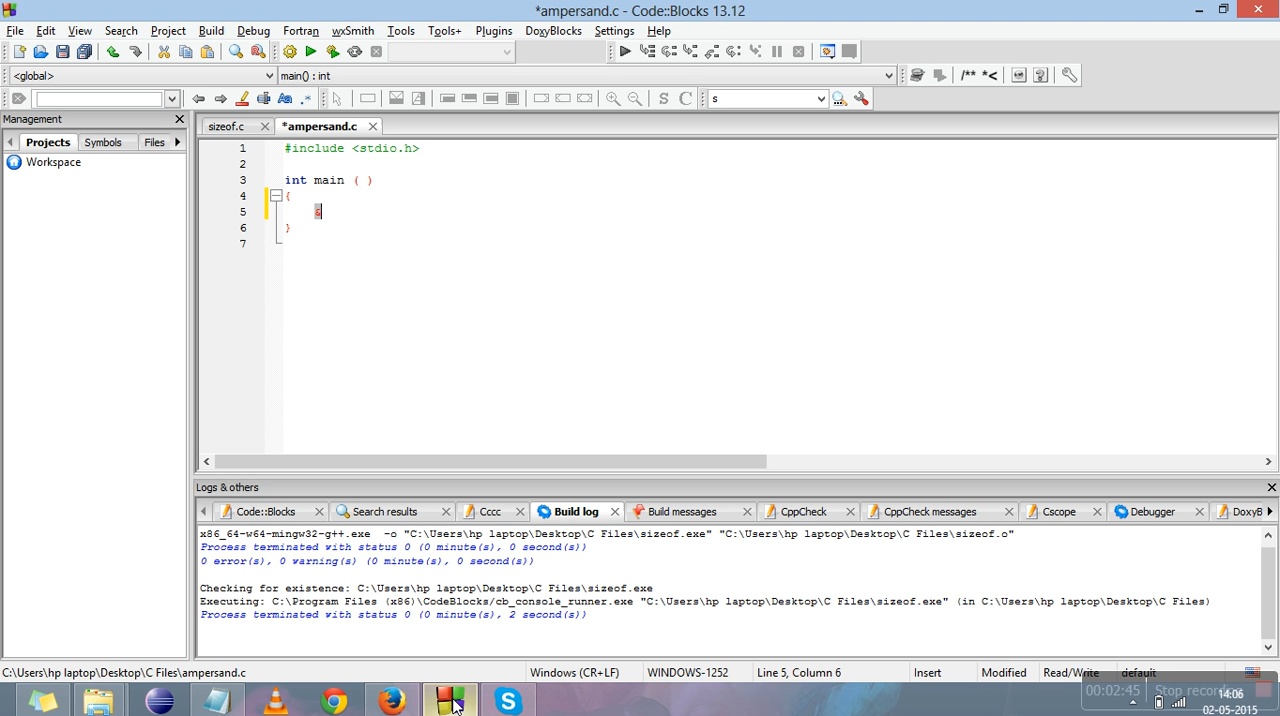 *ampersand.c - Code::Blocks 13.12
File Edit View Search Project Build Debug Fortran wxSmith Tools Tools+ Plugins DoxyBlocks Settings Help
<global> main() : int /** *<
S C s
Management
Projects Symbols Files
Workspace
sizeof.c *ampersand.c
1 #include <stdio.h>
2
3 int main ( )
4 {
5 &
6 }
7
Logs & others
Code::Blocks Search results Cccc Build log Build messages CppCheck CppCheck messages Cscope Debugger DoxyB
x86_64-w64-mingw32-g++.exe -o "C:\Users\hp laptop\Desktop\C Files\sizeof.exe" "C:\Users\hp laptop\Desktop\C Files\sizeof.o"
Process terminated with status 0 (0 minute(s), 0 second(s))
0 error(s), 0 warning(s) (0 minute(s), 0 second(s))
Checking for existence: C:\Users\hp laptop\Desktop\C Files\sizeof.exe
Executing: C:\Program Files (x86)\CodeBlocks/cb_console_runner.exe "C:\Users\hp laptop\Desktop\C Files\sizeof.exe" (in C:\Users\hp laptop\Desktop\C Files)
Process terminated with status 0 (0 minute(s), 2 second(s))
C:\Users\hp laptop\Desktop\C Files\ampersand.c Windows (CR+LF) WINDOWS-1252 Line 5, Column 6 Insert Modified Read/Write default
00:02:45 Stop
14:06
02-05-2015